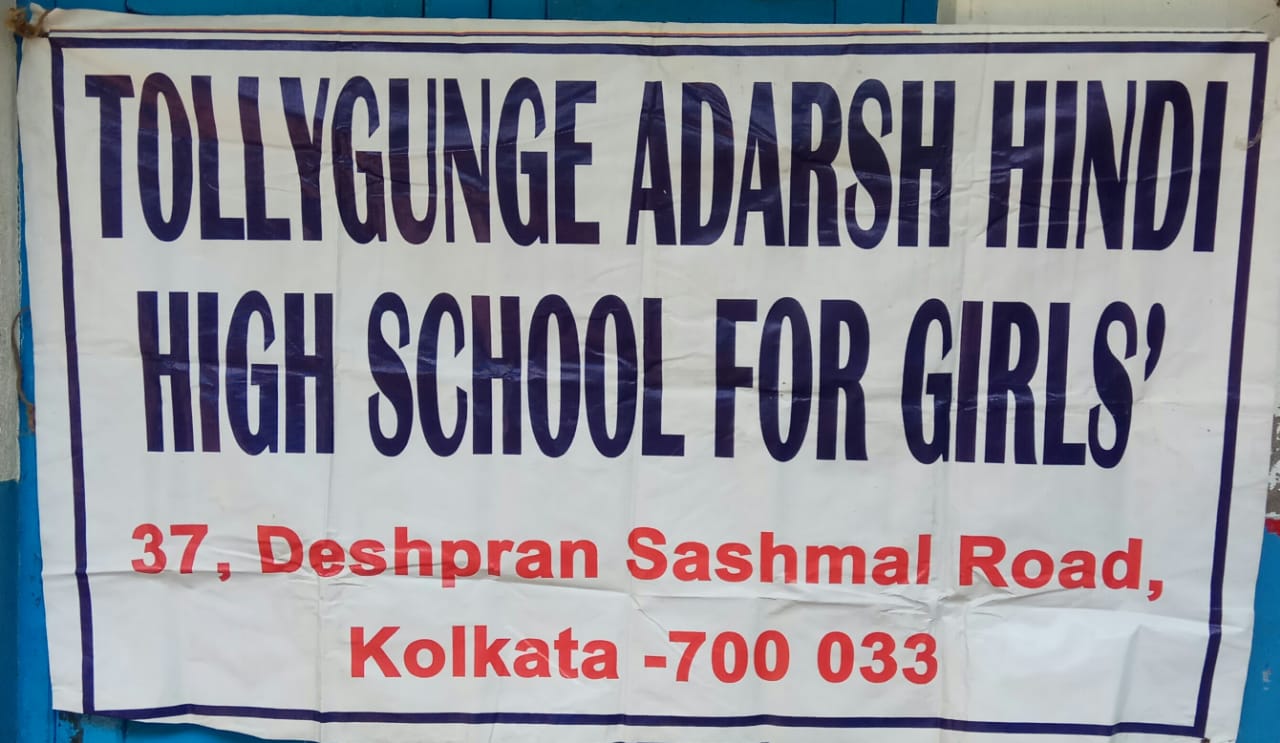 TOLLYGUNGE ADARSH HINDI
HIGH SCHOOL FOR GIRLS’
37, Deshpran Sashmal Road,
Kolkata -700 033